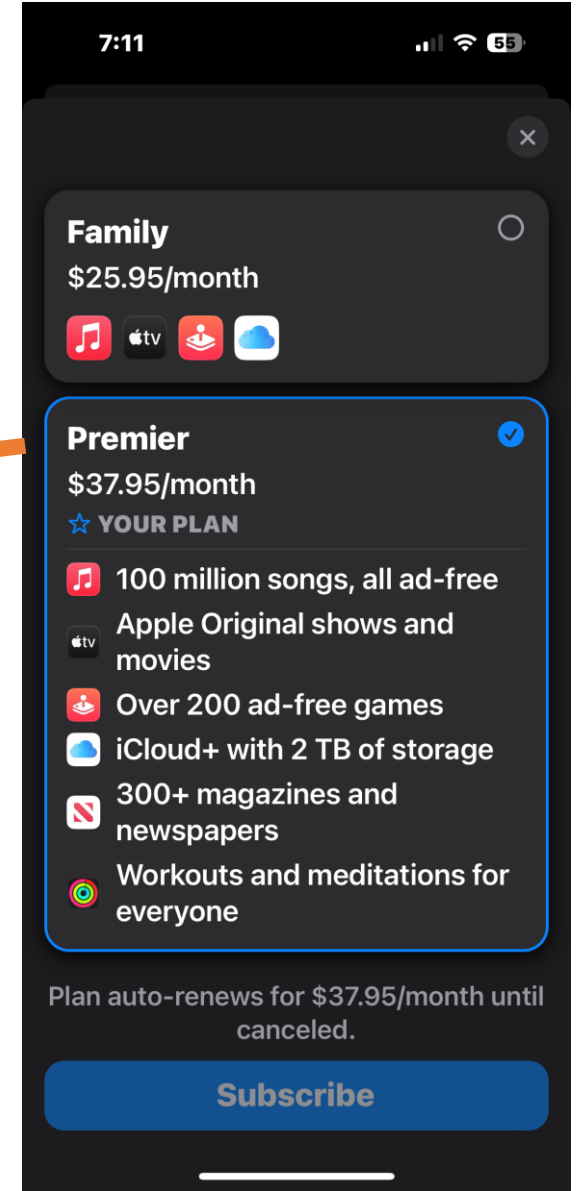 7:11
55
Family
$25.95/month
tv
Premier
$37.95/month
YOUR PLAN
100 million songs, all ad-free
tv
Apple Original shows and
movies
Over 200 ad-free games
iCloud+ with 2 TB of storage
300+ magazines and
newspapers
Workouts and meditations for
everyone
Plan auto-renews for $37.95/month until
canceled.
Subscribe